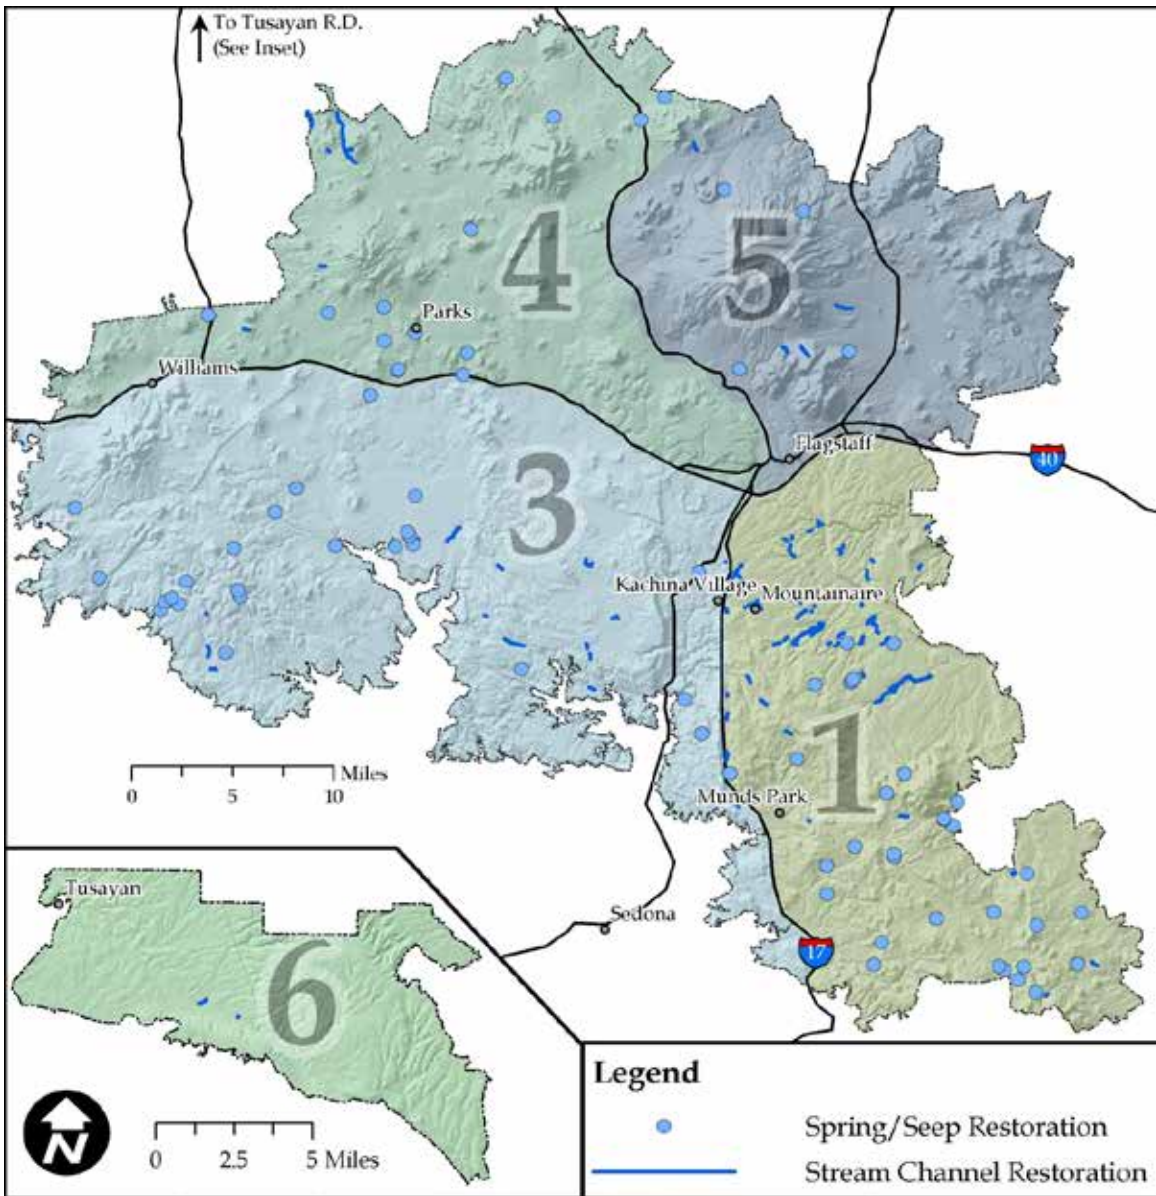 To Tusayan R.D.
(See Inset)
4
5
Parks
Williams
Flagstaff
40
3
Kachina Village
Mountainaire
1
Miles
0 5 10
Munds Park
Sedona
17
Tusayan
6
N
0 2.5 5 Miles
Legend
Spring/Seep Restoration
Stream Channel Restoration